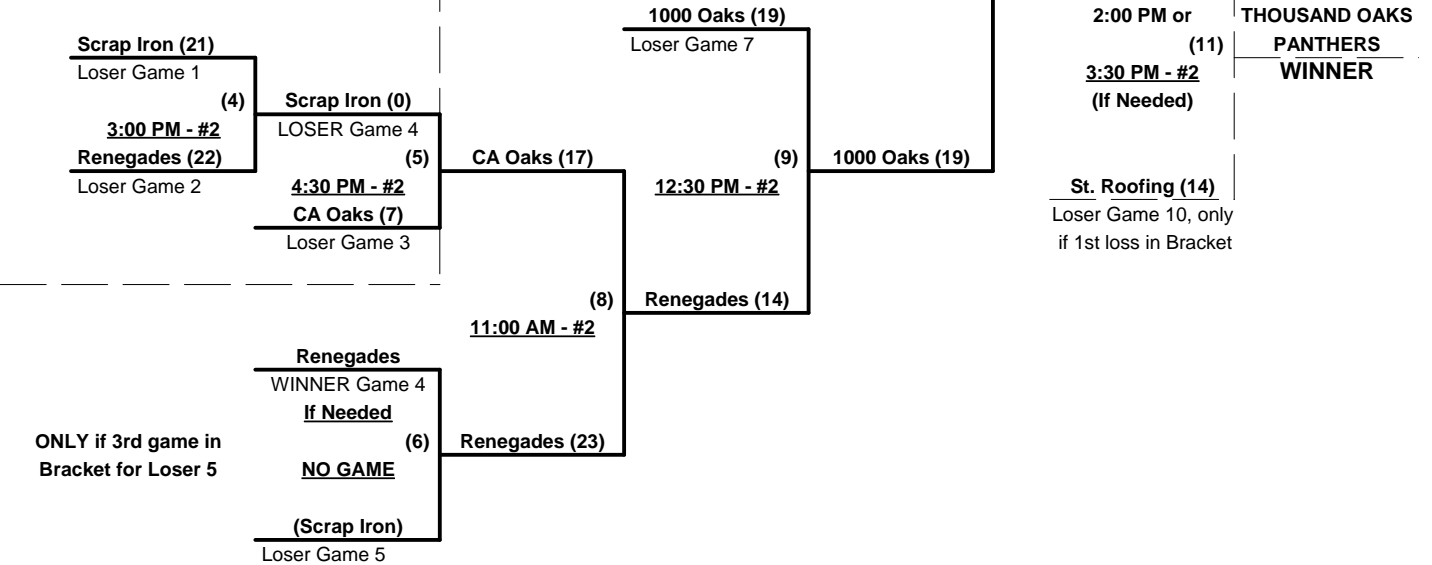 1000 Oaks (19)
Loser Game 7
2:00 PM or
(11)
3:30 PM - #2
(If Needed)
THOUSAND OAKS
PANTHERS
WINNER
Scrap Iron (21)
Loser Game 1
(4)
3:00 PM - #2
Renegades (22)
Loser Game 2
Scrap Iron (0)
LOSER Game 4
(5)
4:30 PM - #2
CA Oaks (7)
Loser Game 3
CA Oaks (17)
(9)
12:30 PM - #2
1000 Oaks (19)
St. Roofing (14)
Loser Game 10, only
if 1st loss in Bracket
(8)
11:00 AM - #2
Renegades (14)
Renegades
WINNER Game 4
If Needed
(6)
NO GAME
Renegades (23)
ONLY if 3rd game in
Bracket for Loser 5
(Scrap Iron)
Loser Game 5